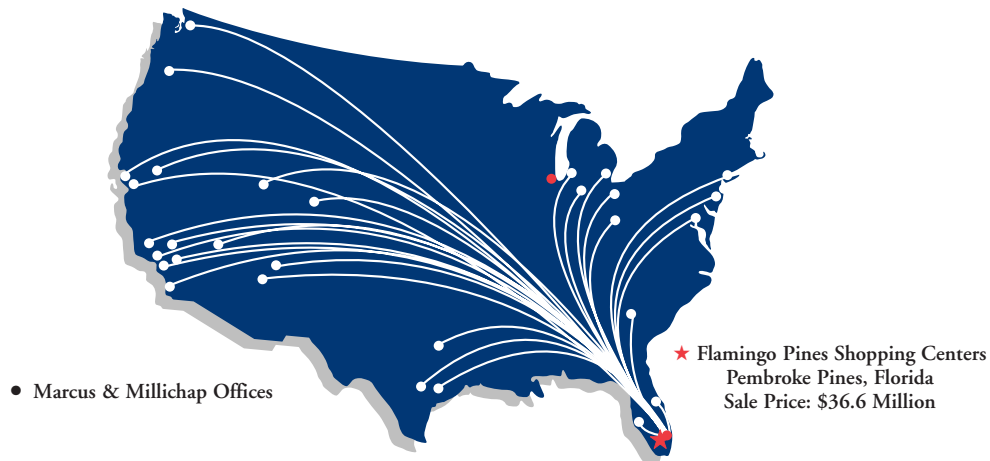 Flamingo Pines Shopping Centers
Pembroke Pines, Florida
Sale Price: $36.6 Million
Marcus & Millichap Offices